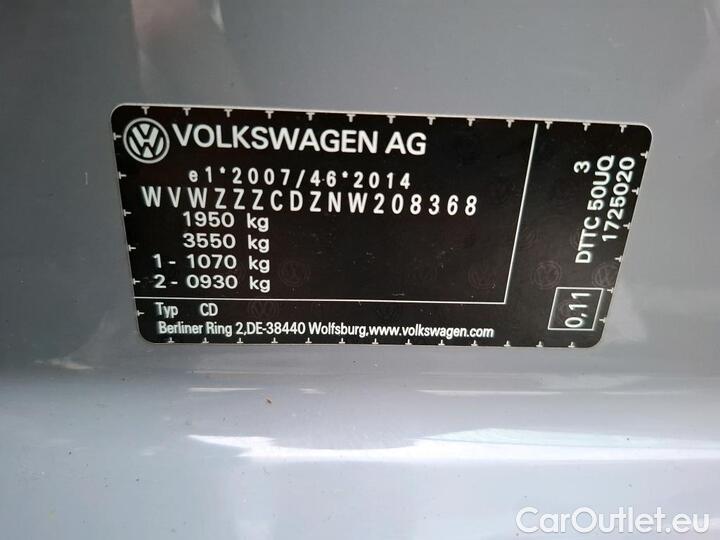 VOLKSWAGEN AG
e1*2007/46*2014
WVWZZZCDZNW208368
1950 kg
3550 kg
1 - 1070 kg
2 - 0930 kg
Typ CD
Berliner Ring 2,DE-38440 Wolfsburg,www.volkswagen.com
3
DTTC 50UQ
1725020
0,11
CarOutlet.eu